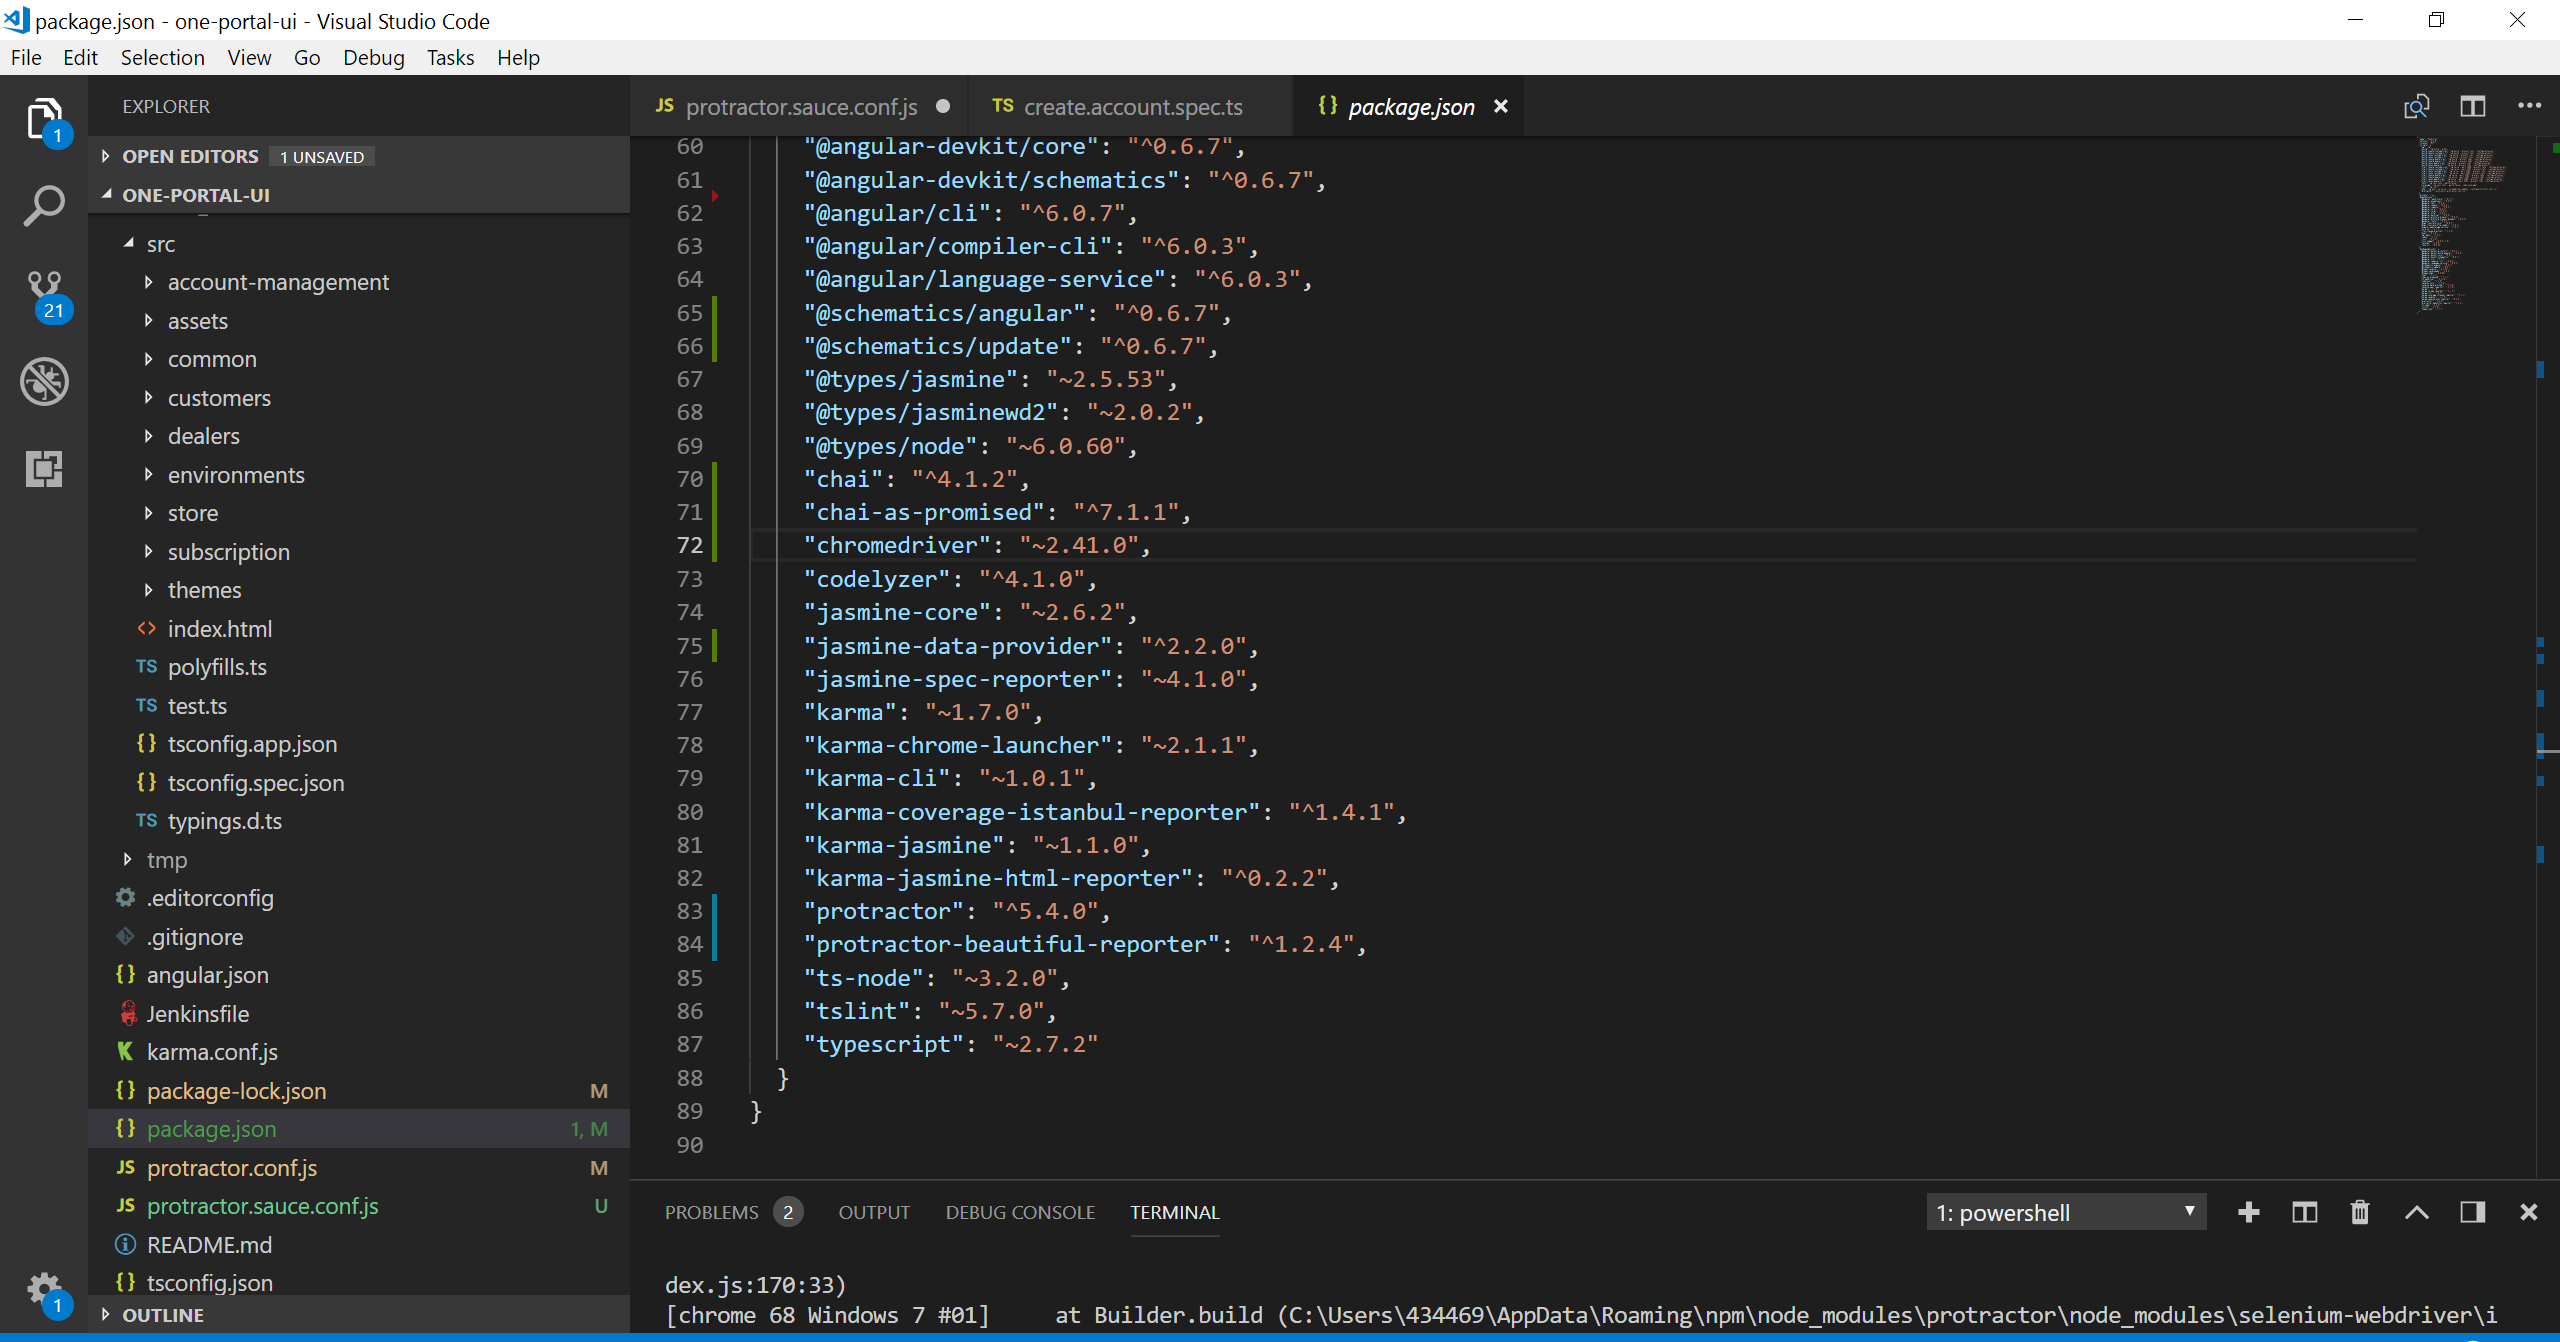 package.json - one-portal-ui - Visual Studio Code
File Edit Selection View Go Debug Tasks Help
EXPLORER
OPEN EDITORS 1 UNSAVED
ONE-PORTAL-UI
src
account-management
assets
common
customers
dealers
environments
store
subscription
themes
<> index.html
TS polyfills.ts
TS test.ts
{} tsconfig.app.json
{} tsconfig.spec.json
TS typings.d.ts
tmp
.editorconfig
.gitignore
{} angular.json
Jenkinsfile
K karma.conf.js
{} package-lock.json M
{} package.json 1, M
JS protractor.conf.js M
JS protractor.sauce.conf.js U
README.md
{} tsconfig.json
OUTLINE
1
21
1
JS protractor.sauce.conf.js
TS create.account.spec.ts
{} package.json
60 "@angular-devkit/core": "^0.6.7",
61 "@angular-devkit/schematics": "^0.6.7",
62 "@angular/cli": "^6.0.7",
63 "@angular/compiler-cli": "^6.0.3",
64 "@angular/language-service": "^6.0.3",
65 "@schematics/angular": "^0.6.7",
66 "@schematics/update": "^0.6.7",
67 "@types/jasmine": "~2.5.53",
68 "@types/jasminewd2": "~2.0.2",
69 "@types/node": "~6.0.60",
70 "chai": "^4.1.2",
71 "chai-as-promised": "^7.1.1",
72 "chromedriver": "~2.41.0",
73 "codelyzer": "^4.1.0",
74 "jasmine-core": "~2.6.2",
75 "jasmine-data-provider": "^2.2.0",
76 "jasmine-spec-reporter": "~4.1.0",
77 "karma": "~1.7.0",
78 "karma-chrome-launcher": "~2.1.1",
79 "karma-cli": "~1.0.1",
80 "karma-coverage-istanbul-reporter": "^1.4.1",
81 "karma-jasmine": "~1.1.0",
82 "karma-jasmine-html-reporter": "^0.2.2",
83 "protractor": "^5.4.0",
84 "protractor-beautiful-reporter": "^1.2.4",
85 "ts-node": "~3.2.0",
86 "tslint": "~5.7.0",
87 "typescript": "~2.7.2"
88 }
89 }
90
PROBLEMS 2 OUTPUT DEBUG CONSOLE TERMINAL 1: powershell
dex.js:170:33)
[chrome 68 Windows 7 #01] at Builder.build (C:\Users\434469\AppData\Roaming\npm\node_modules\protractor\node_modules\selenium-webdriver\i